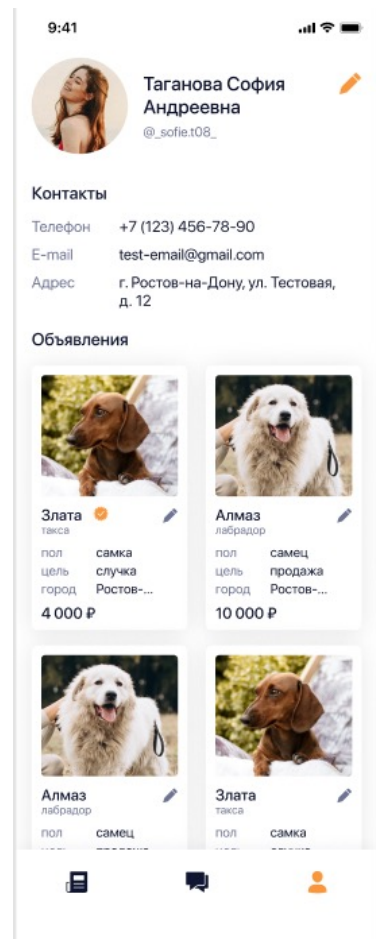 9:41
Таганова София
Андреевна
@_sofie.t08_
Контакты
Телефон +7 (123) 456-78-90
E-mail test-email@gmail.com
Адрес г. Ростов-на-Дону, ул. Тестовая,
д. 12
Объявления
Злата
такса
пол самка
цель случка
город Ростов-...
4 000 ₽
Алмаз
лабрадор
пол самец
цель продажа
город Ростов-...
10 000 ₽
Алмаз
лабрадор
пол самец
Злата
такса
пол самка